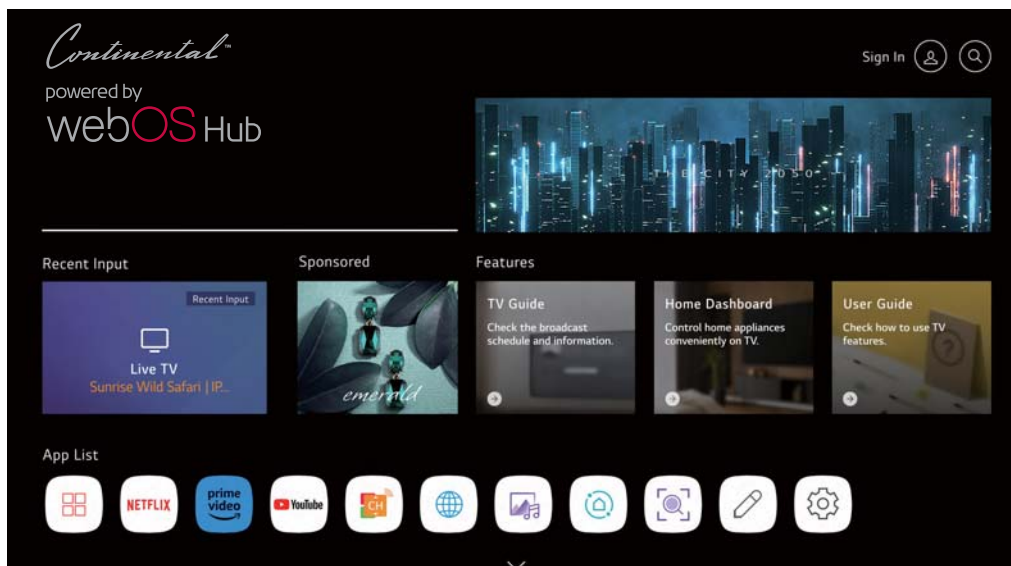 Continental™
powered by
webOS Hub
Sign In
THE CITY 2050
Recent Input
Sponsored
Features
Recent Input
Live TV
Sunrise Wild Safari | IP...
emerald
TV Guide
Check the broadcast
schedule and information.
Home Dashboard
Control home appliances
conveniently on TV.
User Guide
Check how to use TV
features.
App List
NETFLIX
prime
video
YouTube
CH